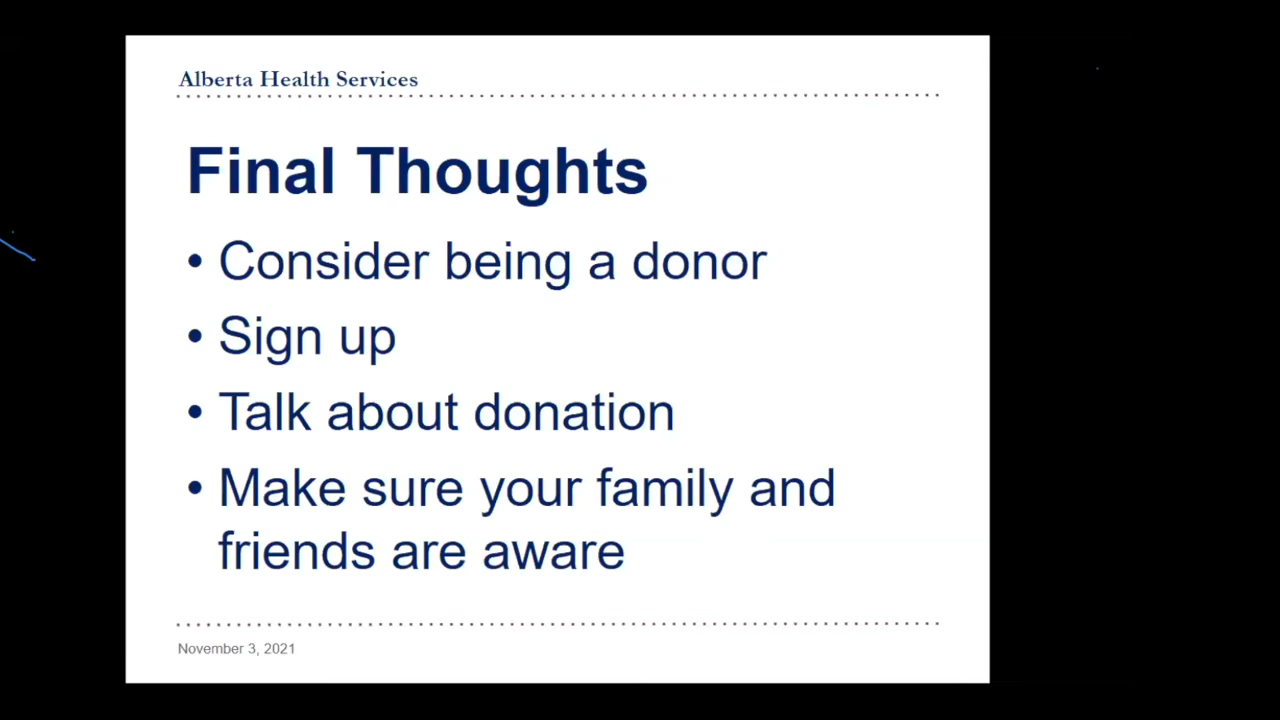 Alberta Health Services
Final Thoughts
• Consider being a donor
• Sign up
• Talk about donation
• Make sure your family and
friends are aware
November 3, 2021